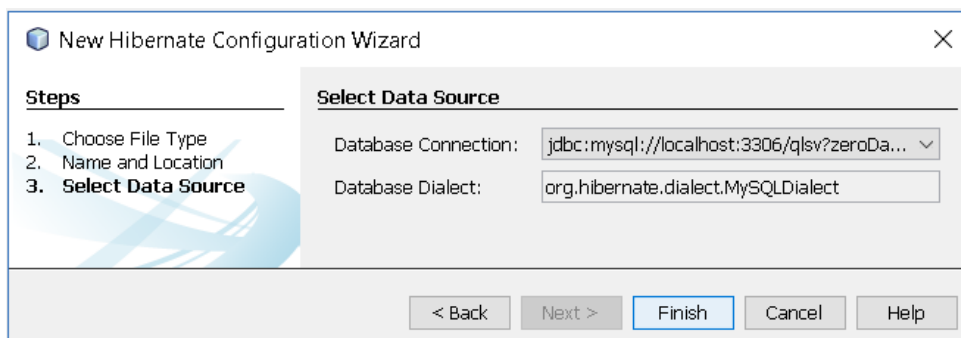 New Hibernate Configuration Wizard
Steps
1. Choose File Type
2. Name and Location
3. Select Data Source
Select Data Source
Database Connection: jdbc:mysql://localhost:3306/qlsv?zeroDa...
Database Dialect: org.hibernate.dialect.MySQLDialect
< Back Next > Finish Cancel Help